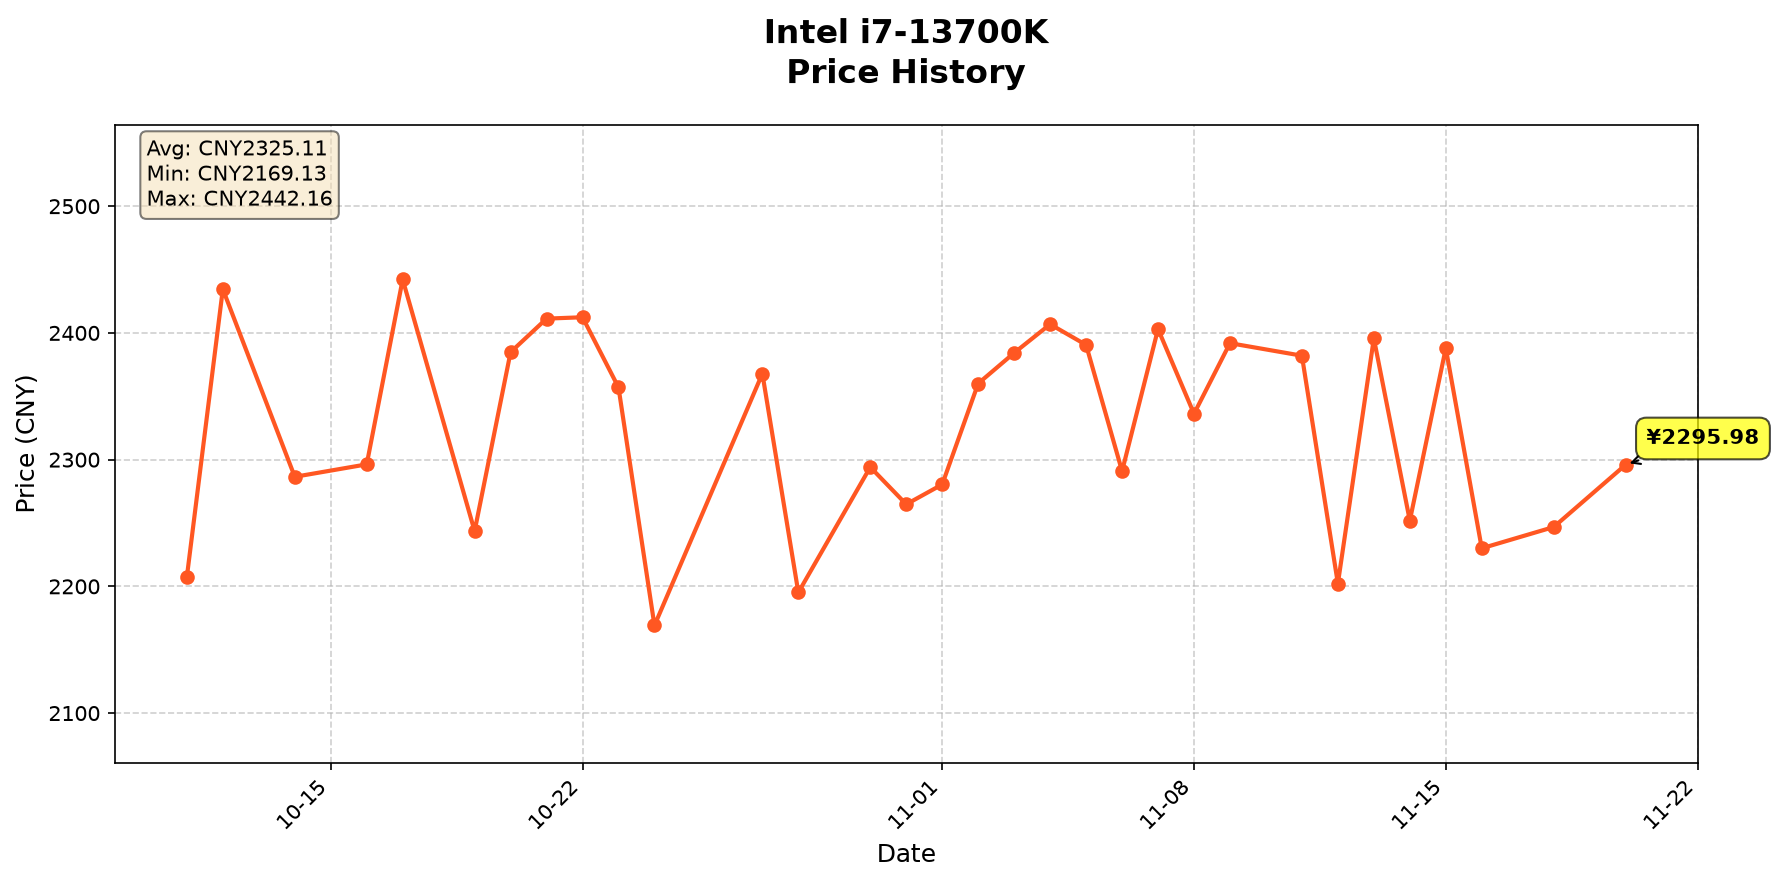 Intel i7-13700K
Price History
Avg: CNY2325.11
Min: CNY2169.13
Max: CNY2442.16
2500
2400
2300
2200
2100
Price (CNY)
¥2295.98
10-15
10-22
11-01
11-08
11-15
11-22
Date